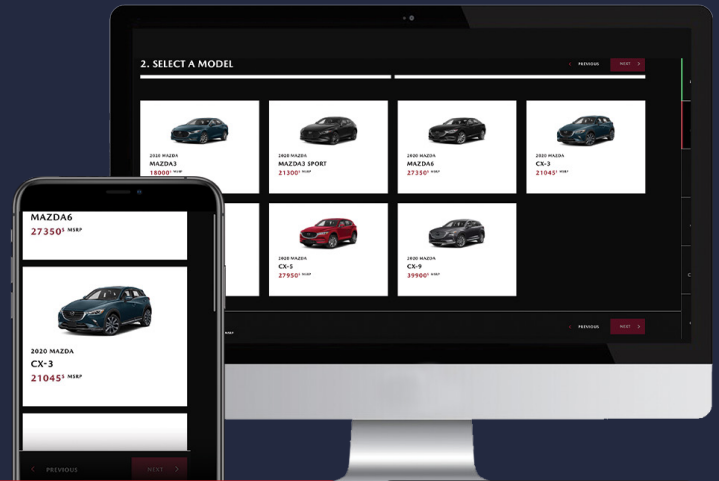 2. SELECT A MODEL
PREVIOUS
NEXT
2020 MAZDA
MAZDA3
18000$ MSRP
2020 MAZDA
MAZDA3 SPORT
21300$ MSRP
2020 MAZDA
MAZDA6
27350$ MSRP
2020 MAZDA
CX-3
21045$ MSRP
2020 MAZDA
CX-5
27950$ MSRP
2020 MAZDA
CX-9
39900$ MSRP
MSRP
PREVIOUS
NEXT
MAZDA6
27350$ MSRP
2020 MAZDA
CX-3
21045$ MSRP
PREVIOUS
NEXT